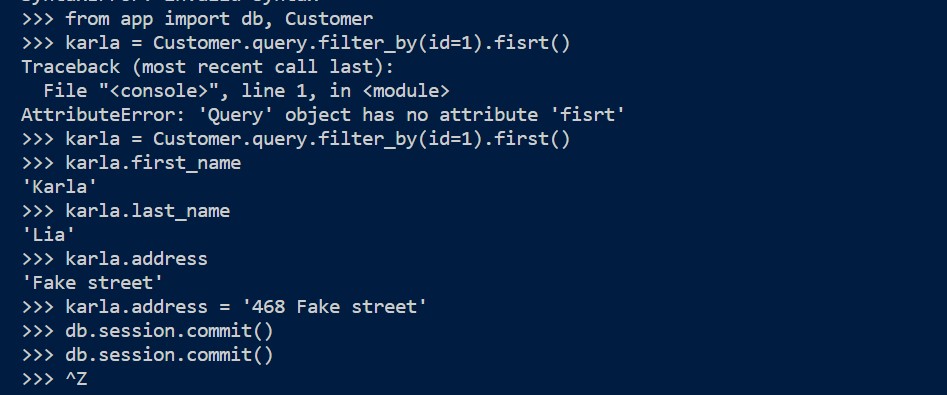 >>> from app import db, Customer
>>> karla = Customer.query.filter_by(id=1).fisrt()
Traceback (most recent call last):
  File "<console>", line 1, in <module>
AttributeError: 'Query' object has no attribute 'fisrt'
>>> karla = Customer.query.filter_by(id=1).first()
>>> karla.first_name
'Karla'
>>> karla.last_name
'Lia'
>>> karla.address
'Fake street'
>>> karla.address = '468 Fake street'
>>> db.session.commit()
>>> db.session.commit()
>>> ^Z